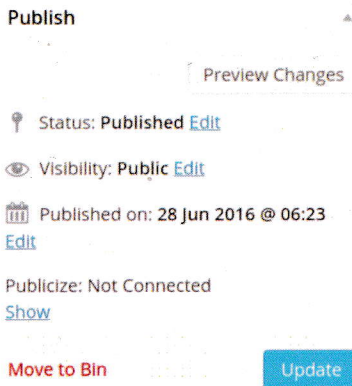 Publish
Preview Changes
Status: Published Edit
Visibility: Public Edit
Published on: 28 Jun 2016 @ 06:23
Edit
Publicize: Not Connected
Show
Move to Bin
Update